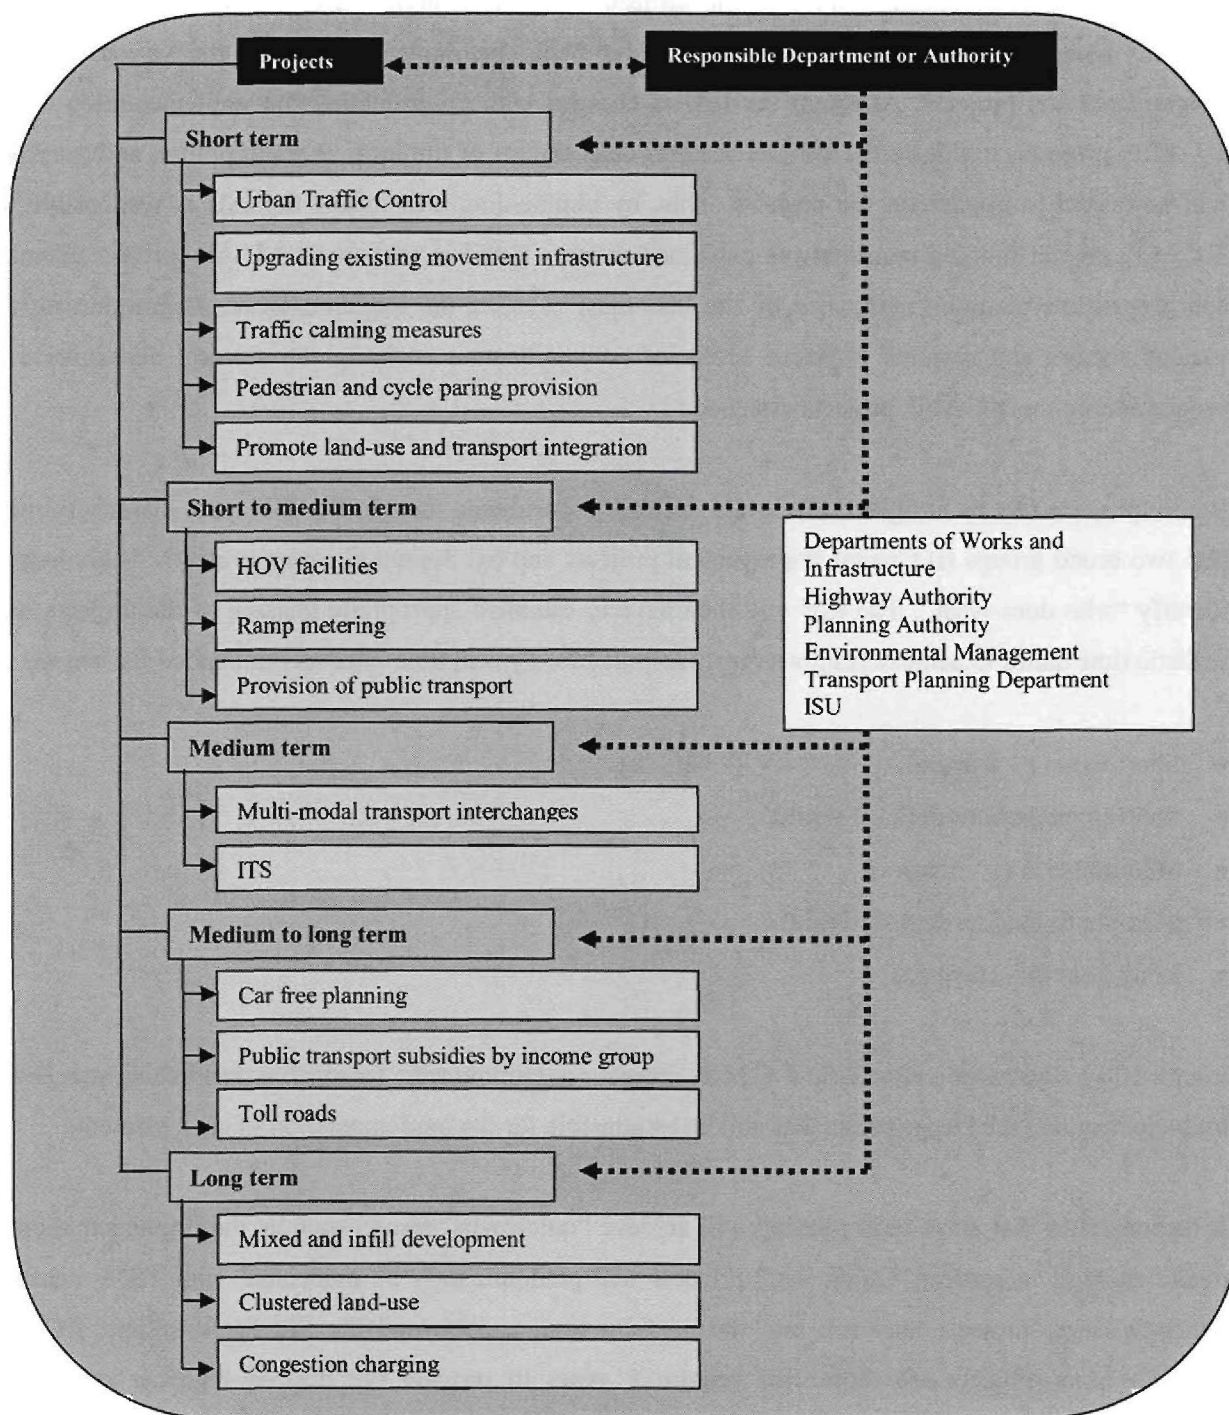 Projects
Responsible Department or Authority
Short term
Urban Traffic Control
Upgrading existing movement infrastructure
Traffic calming measures
Pedestrian and cycle paring provision
Promote land-use and transport integration
Short to medium term
HOV facilities
Ramp metering
Provision of public transport
Departments of Works and
Infrastructure
Highway Authority
Planning Authority
Environmental Management
Transport Planning Department
ISU
Medium term
Multi-modal transport interchanges
ITS
Medium to long term
Car free planning
Public transport subsidies by income group
Toll roads
Long term
Mixed and infill development
Clustered land-use
Congestion charging